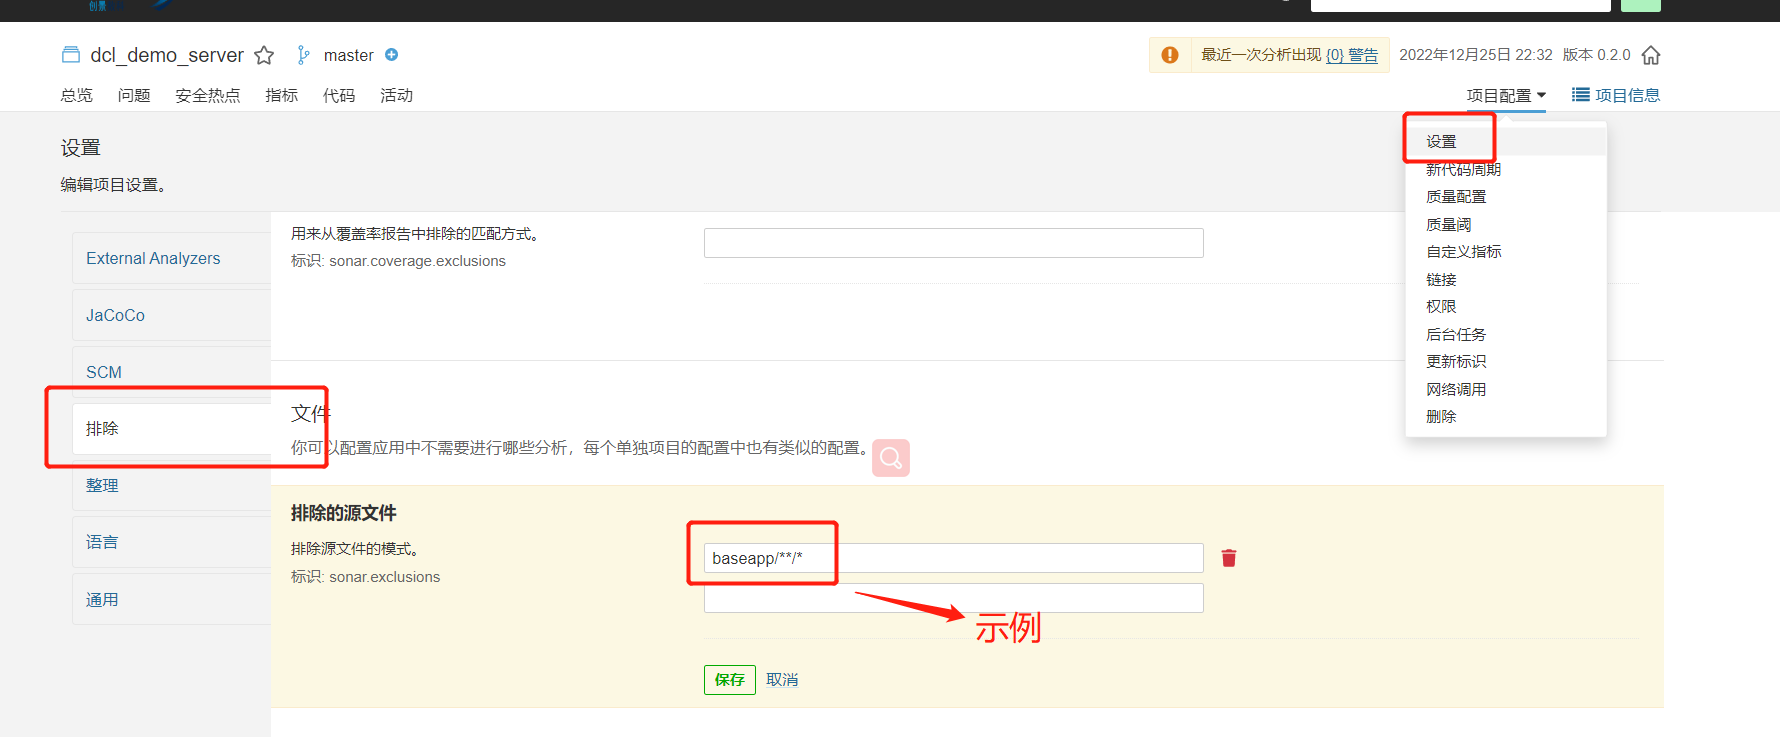 创景
dcl_demo_server
master
最近一次分析出现 {0} 警告
2022年12月25日 22:32
版本 0.2.0
总览
问题
安全热点
指标
代码
活动
项目配置
项目信息
设置
编辑项目设置。
设置
新代码周期
质量配置
质量阈
自定义指标
链接
权限
后台任务
更新标识
网络调用
删除
External Analyzers
JaCoCo
SCM
排除
整理
语言
通用
用来从覆盖率报告中排除的匹配方式。
标识: sonar.coverage.exclusions
文件
你可以配置应用中不需要进行哪些分析，每个单独项目的配置中也有类似的配置。
排除的源文件
排除源文件的模式。
标识: sonar.exclusions
baseapp/**/*
示例
保存
取消